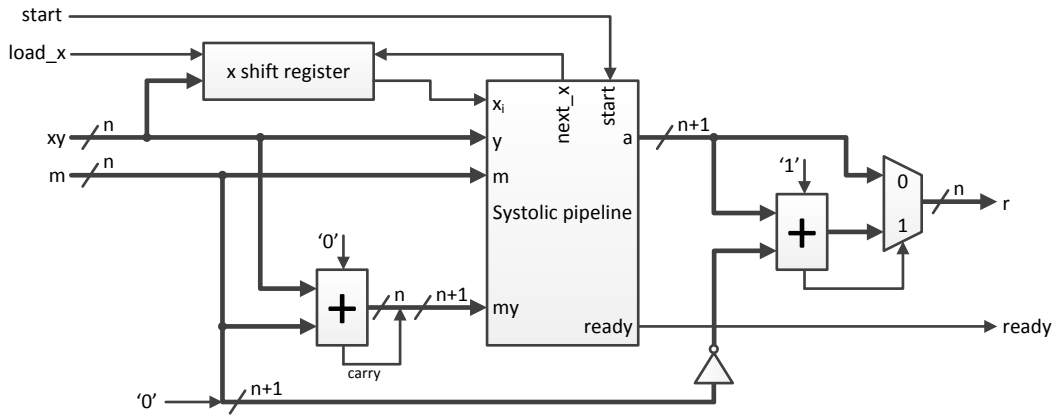 start
load_x
x shift register
xᵢ
next_x
start
xy
n
y
a
n+1
m
n
m
'1'
0
n
Systolic pipeline
r
+
1
'0'
+
n
n+1
my
ready
ready
carry
'0'
n+1